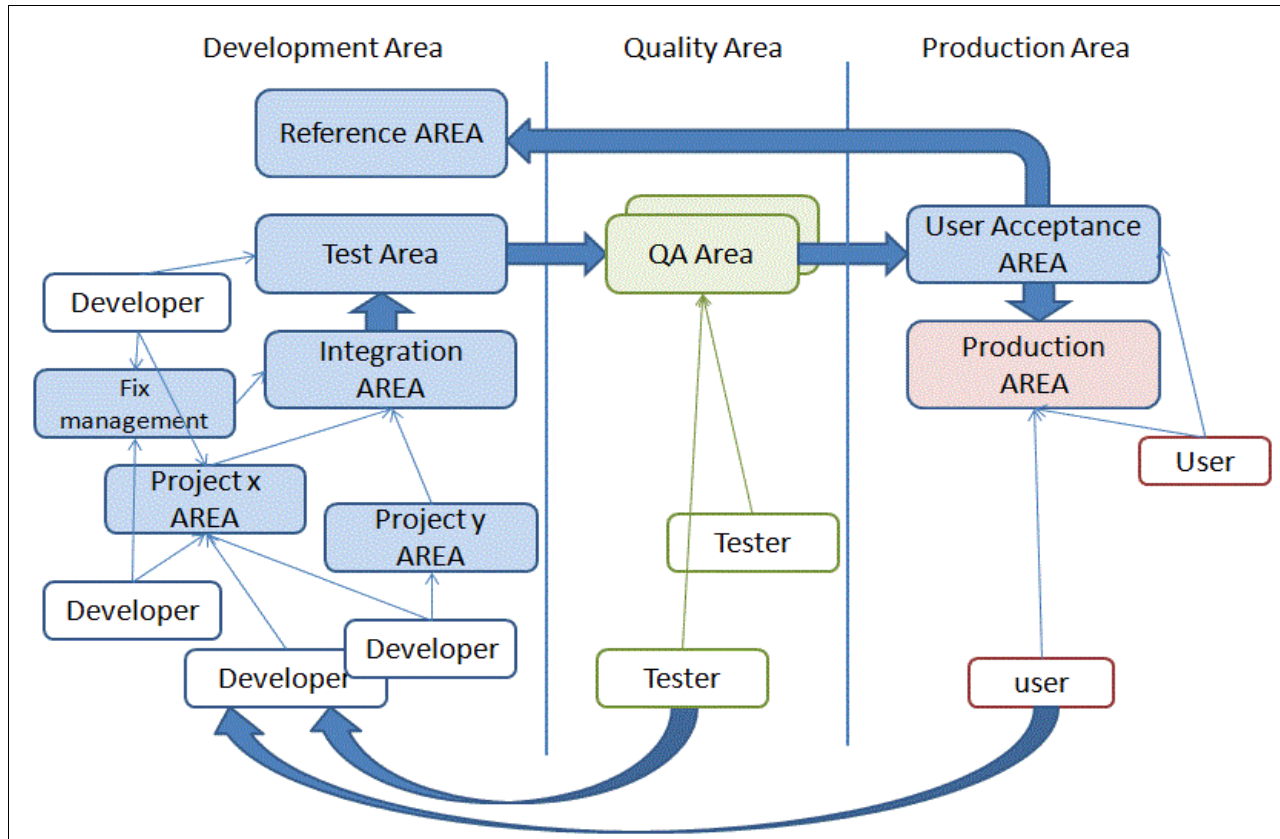 Development Area
Quality Area
Production Area
Reference AREA
Test Area
QA Area
User Acceptance
AREA
Developer
Integration
AREA
Production
AREA
Fix
management
User
Project x
AREA
Project y
AREA
Tester
Developer
Developer
Developer
Tester
user